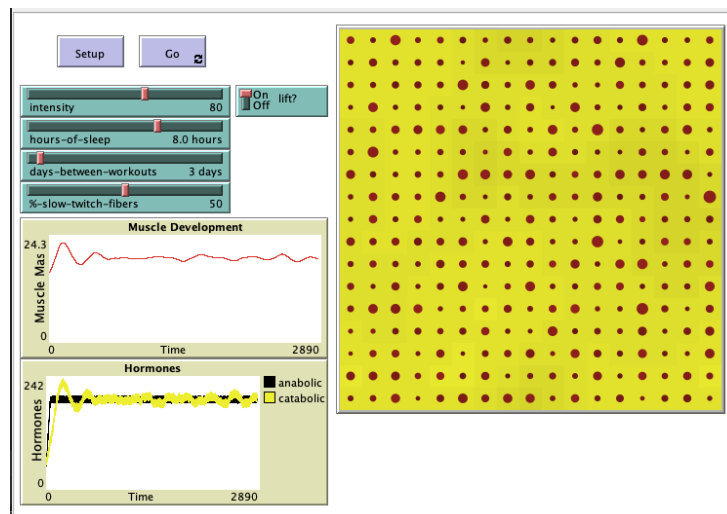 Setup
Go
On
Off
lift?
intensity 80
hours-of-sleep 8.0 hours
days-between-workouts 3 days
%-slow-twitch-fibers 50
Muscle Development
24.3
Muscle Mas
0
0 Time 2890
Hormones
242
Hormones
0
0 Time 2890
anabolic
catabolic